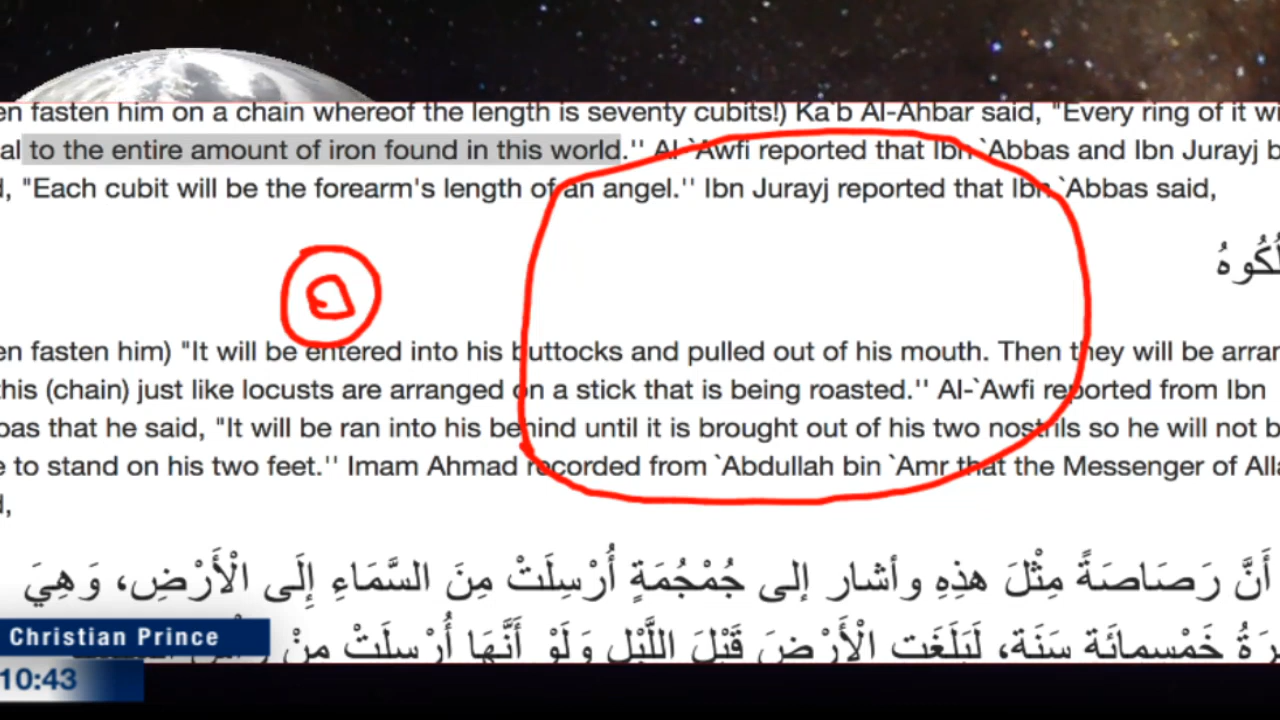 en fasten him on a chain whereof the length is seventy cubits!) Ka`b Al-Ahbar said, "Every ring of it wi
al to the entire amount of iron found in this world.'' Al-`Awfi reported that Ibn `Abbas and Ibn Jurayj b
, "Each cubit will be the forearm's length of an angel.'' Ibn Jurayj reported that Ibn `Abbas said,
لُكُوهُ
en fasten him) "It will be entered into his buttocks and pulled out of his mouth. Then they will be arran
this (chain) just like locusts are arranged on a stick that is being roasted.'' Al-`Awfi reported from Ibn
bas that he said, "It will be ran into his behind until it is brought out of his two nostrils so he will not b
e to stand on his two feet.'' Imam Ahmad recorded from `Abdullah bin `Amr that the Messenger of Alla
d,
أَنَّ رَصَاصَةً مِثْلَ هذِهِ وأشار إلى جُمْجُمَةٍ أُرْسِلَتْ مِنَ السَّمَاءِ إِلَى الْأَرْضِ، وَهِيَ
رَةُ خَمْسِمائَة سَنَة، لَبَلَغَت الْأَرْضَ قَبْلَ اللَّيْلِ وَلَوْ أَنَّهَا أُرْسِلَتْ مِنْ
Christian Prince
10:43